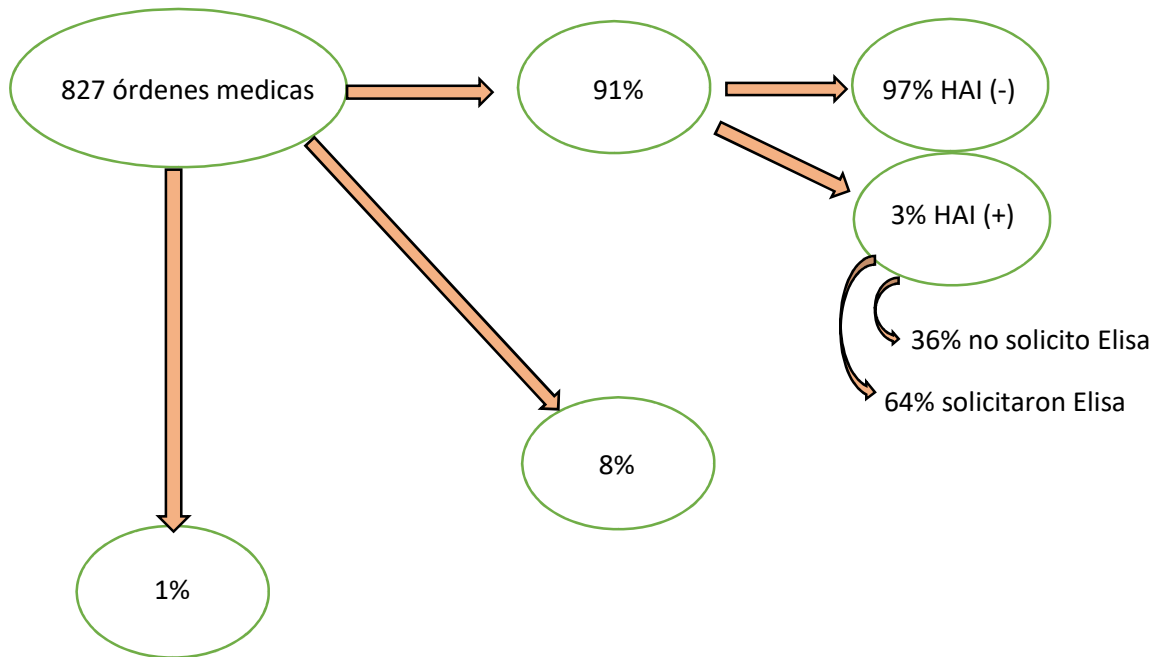 827 órdenes medicas
91%
97% HAI (-)
3% HAI (+)
36% no solicito Elisa
64% solicitaron Elisa
8%
1%